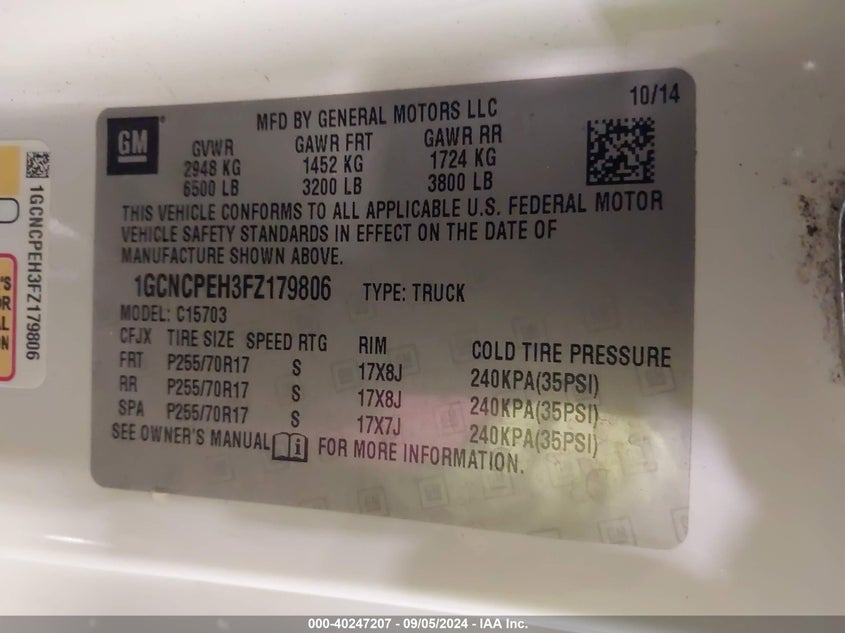 GM
MFD BY GENERAL MOTORS LLC
10/14
GVWR GAWR FRT GAWR RR
2948 KG 1452 KG 1724 KG
6500 LB 3200 LB 3800 LB
THIS VEHICLE CONFORMS TO ALL APPLICABLE U.S. FEDERAL MOTOR
VEHICLE SAFETY STANDARDS IN EFFECT ON THE DATE OF
MANUFACTURE SHOWN ABOVE.
1GCNCPEH3FZ179806 TYPE: TRUCK
MODEL: C15703
CFJX TIRE SIZE SPEED RTG RIM COLD TIRE PRESSURE
FRT P255/70R17 S 17X8J 240KPA(35PSI)
RR P255/70R17 S 17X8J 240KPA(35PSI)
SPA P255/70R17 S 17X7J 240KPA(35PSI)
SEE OWNER'S MANUAL i FOR MORE INFORMATION.
1GCNCPEH3FZ179806
000-40247207 - 09/05/2024 - IAA Inc.